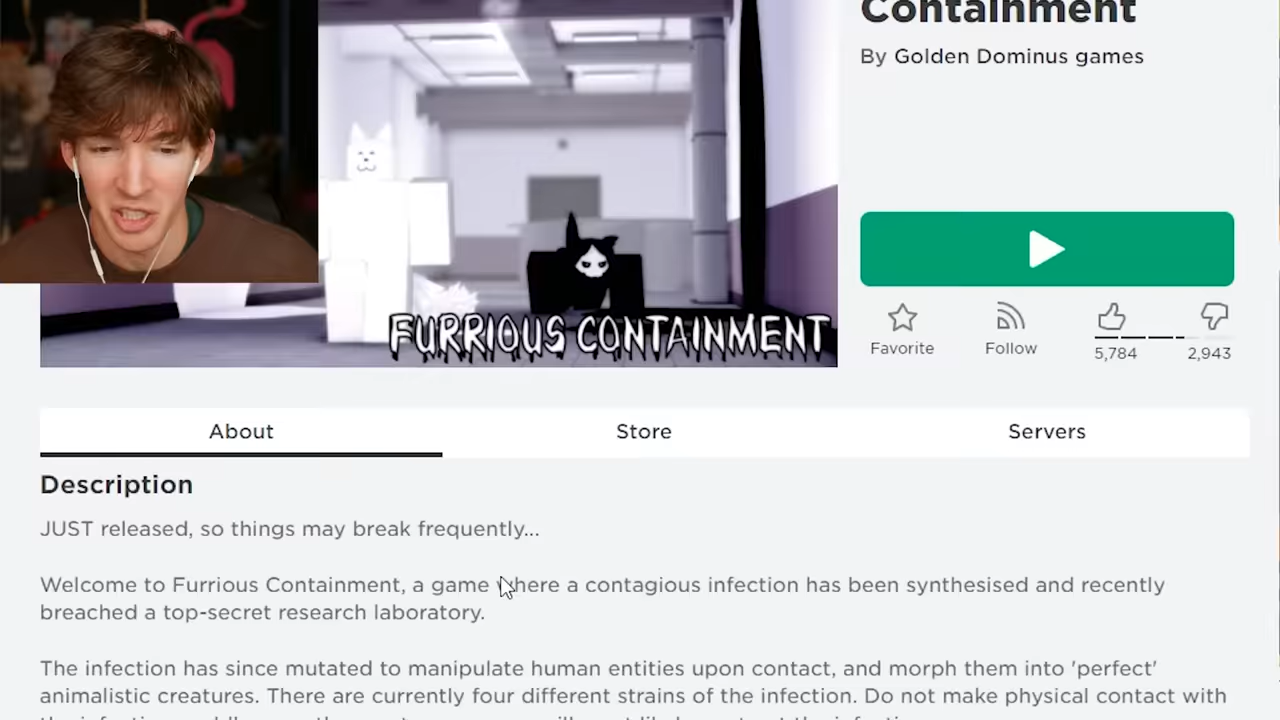 Containment
By Golden Dominus games
FURRIOUS CONTAINMENT
Favorite
Follow
5,784
2,943
About
Store
Servers
Description
JUST released, so things may break frequently...
Welcome to Furrious Containment, a game where a contagious infection has been synthesised and recently
breached a top-secret research laboratory.
The infection has since mutated to manipulate human entities upon contact, and morph them into 'perfect'
animalistic creatures. There are currently four different strains of the infection. Do not make physical contact with